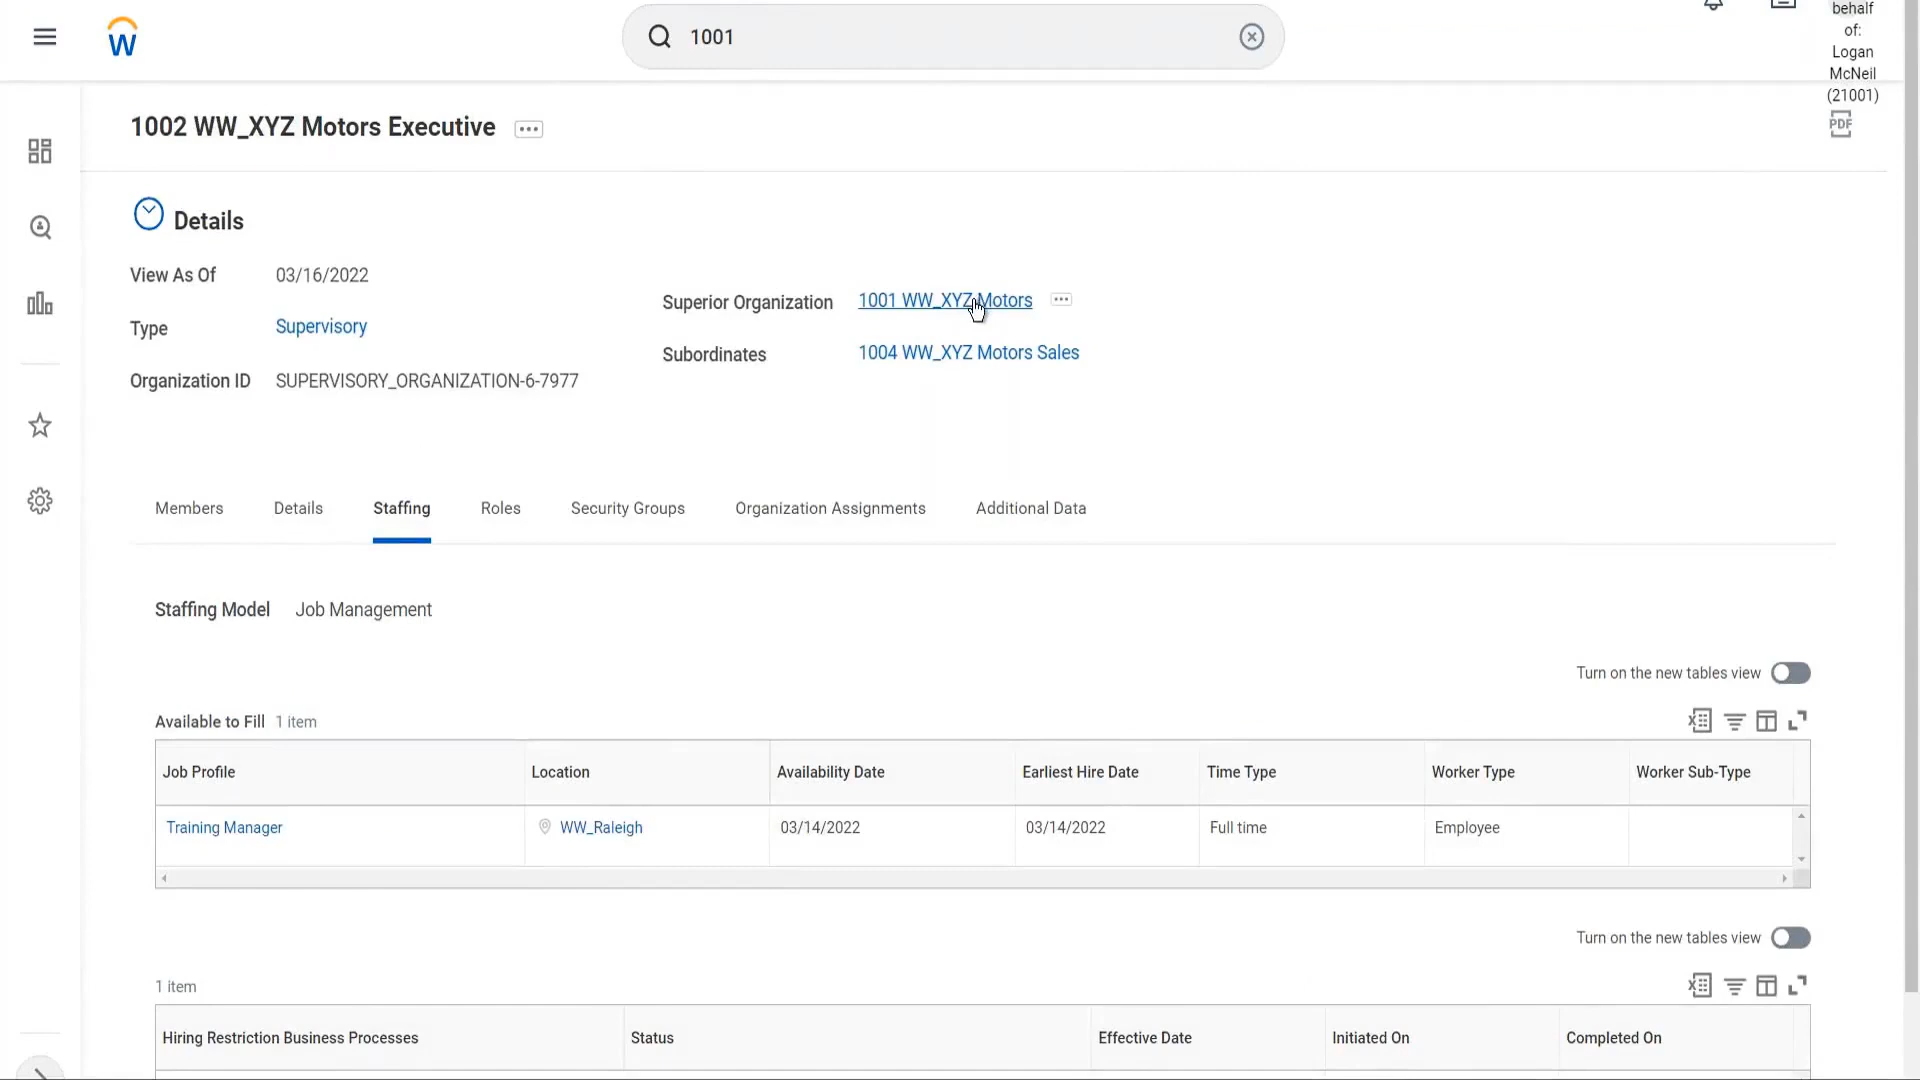 1001
behalf
of:
Logan
McNeil
(21001)
PDF
W
1002 WW_XYZ Motors Executive
Details
View As Of 03/16/2022
Type Supervisory
Organization ID SUPERVISORY_ORGANIZATION-6-7977
Superior Organization 1001 WW_XYZ Motors
Subordinates 1004 WW_XYZ Motors Sales
Members Details Staffing Roles Security Groups Organization Assignments Additional Data
Staffing Model Job Management
Turn on the new tables view
Available to Fill 1 item
Job Profile Location Availability Date Earliest Hire Date Time Type Worker Type Worker Sub-Type
Training Manager WW_Raleigh 03/14/2022 03/14/2022 Full time Employee
Turn on the new tables view
1 item
Hiring Restriction Business Processes Status Effective Date Initiated On Completed On